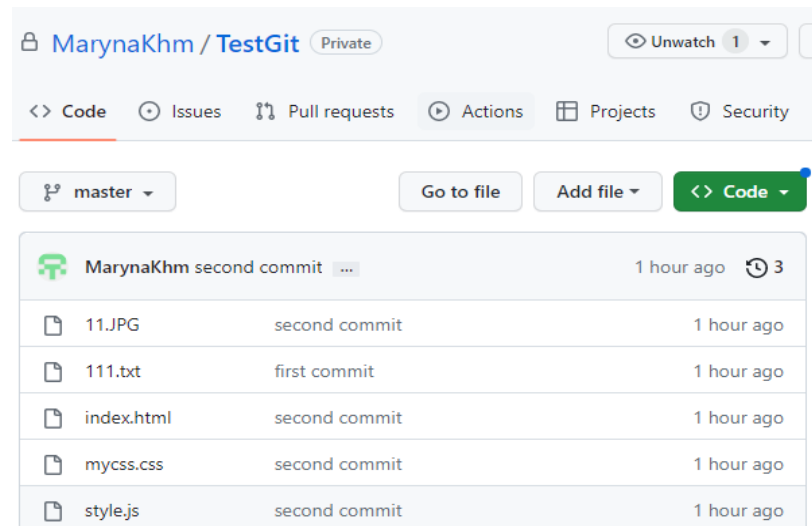 MarynaKhm / TestGit Private Unwatch 1
Code Issues Pull requests Actions Projects Security
master Go to file Add file Code
MarynaKhm second commit ... 1 hour ago 3
11.JPG second commit 1 hour ago
111.txt first commit 1 hour ago
index.html second commit 1 hour ago
mycss.css second commit 1 hour ago
style.js second commit 1 hour ago